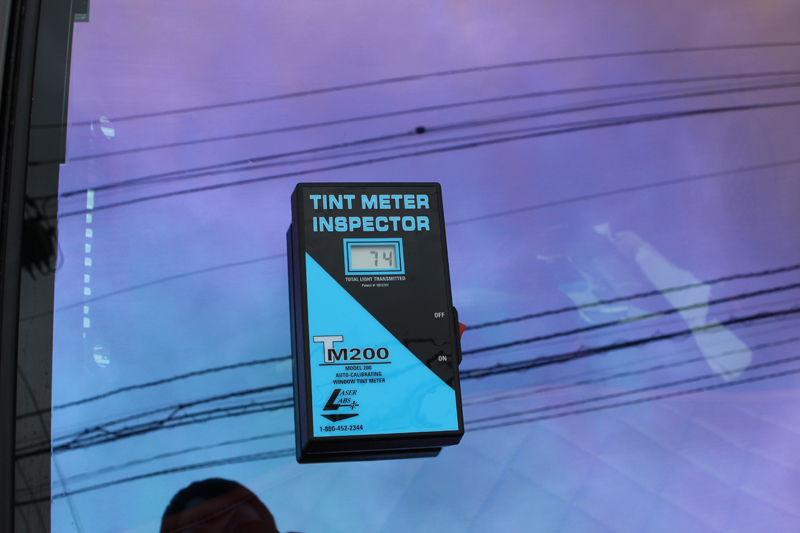 TINT METER
INSPECTOR
74
TOTAL LIGHT TRANSMITTED
OFF
ON
TM200
MODEL 200
AUTO-CALIBRATING
WINDOW TINT METER
LASER
LABS
1-800-452-2344